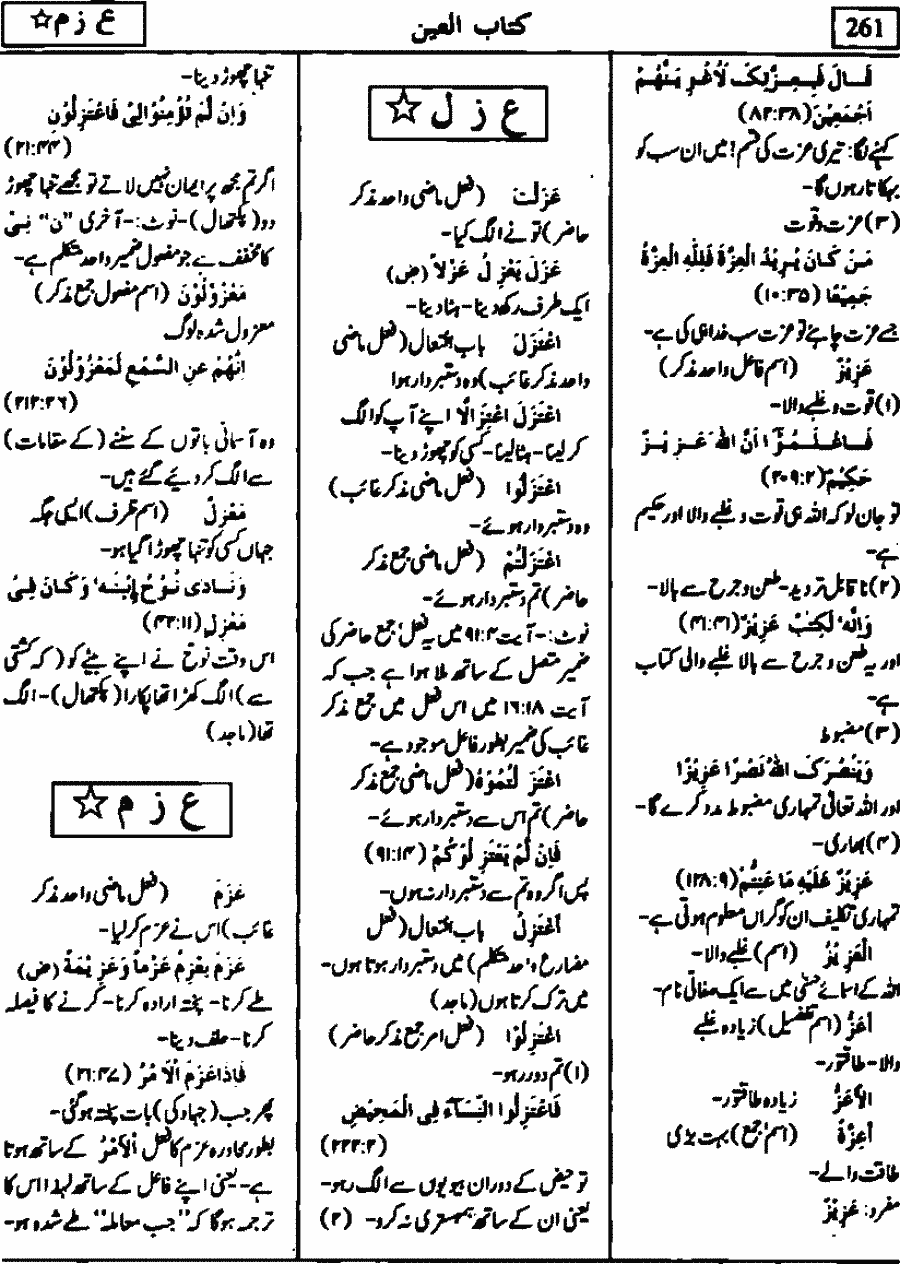 261
کتاب العین
ع ز م ☆
قَالَ فَبِعِزَّتِکَ لَاُغْوِیَنَّهُمْ
اَجْمَعِیْنَ(۸۲:۳۸)
کہنے لگا: تیری عزت کی قسم! میں ان سب کو
بہکاتا رہوں گا-
(۳)عزت وقوت
مَنْ کَانَ یُرِیْدُ الْعِزَّةَ فَلِلّٰهِ الْعِزَّةُ
جَمِیْعًا (۱۰:۳۵)
جسے عزت چاہئے تو عزت سب خدا ہی کی ہے-
عَزِیْزٌ (اسم فاعل واحد مذکر)
(۱)قوت و غلبے والا-
فَاعْلَمُوْٓا اَنَّ اللّٰهَ عَزِیْزٌ
حَکِیْمٌ(۲۰۹:۲)
تو جان لو کہ اللہ ہی قوت و غلبے والا اور حکیم
ہے-
(۲)ناقابل تردید-طعن و جرح سے بالا-
وَاِنَّهٗ لَکِتٰبٌ عَزِیْزٌ(۴۱:۴۱)
اور یہ طعن و جرح سے بالا غلبے والی کتاب
ہے-
(۳)مضبوط
وَیَنْصُرَکَ اللّٰهُ نَصْرًا عَزِیْزًا
اور اللہ تعالیٰ تمہاری مضبوط مدد کرے گا-
(۴)بھاری-
عَزِیْزٌ عَلَیْهِ مَا عَنِتُّمْ(۱۲۸:۹)
تمہاری تکلیف ان کو گراں معلوم ہوتی ہے-
اَلْعَزِیْزُ (اسم)غلبے والا-
اللہ کے اسمائے حسنٰی میں سے ایک صفاتی نام-
اَعَزُّ (اسم تفضیل)زیادہ غلبے
والا-طاقتور-
اَلْاَعَزُّ زیادہ طاقتور-
اَعِزَّةٌ (اسم جمع)بہت بڑی
طاقت والے-
مفرد: عَزِیْزٌ
ع ز ل ☆
عَزَلْتَ (فعل ماضی واحد مذکر
حاضر)تو نے الگ کیا-
عَزَلَ یَعْزِلُ عَزْلاً (ض)
ایک طرف رکھ دینا-ہٹا دینا-
اِعْتَزَلَ باب افتعال(فعل ماضی
واحد مذکر غائب)وہ دستبردار ہوا
اِعْتَزَلَ اِعْتِزَالًا اپنے آپ کو الگ
کر لینا-ہٹا لینا-کسی کو چھوڑ دینا-
اِعْتَزَلُوْا (فعل ماضی مذکر غائب)
وہ دستبردار ہوئے-
اِعْتَزَلْتُمْ (فعل ماضی جمع مذکر
حاضر)تم دستبردار ہوئے-
نوٹ:-آیت ۹۱:۴ میں یہ فعل جمع حاضر کی
ضمیر متصل کے ساتھ ملا ہوا ہے جب کہ
آیت ۱۶:۱۸ میں اس فعل میں جمع مذکر
غائب کی ضمیر بطور فاعل موجود ہے-
اِعْتَزَلْتُمُوْهُ (فعل ماضی جمع مذکر
حاضر)تم اس سے دستبردار ہوئے-
فَاِنْ لَّمْ یَعْتَزِلُوْکُمْ (۹۱:۱۴)
پس اگر وہ تم سے دستبردار نہ ہوں-
اَعْتَزِلُ باب افتعال(فعل
مضارع واحد متکلم)میں دستبردار ہوتا ہوں-
میں ترک کرتا ہوں(ماجد)
اِعْتَزِلُوْا (فعل امر جمع مذکر حاضر)
(۱)تم دور رہو-
فَاعْتَزِلُوا النِّسَآءَ فِی الْمَحِیْضِ
(۲۲۲:۲)
تو حیض کے دوران بیویوں سے الگ رہو-
یعنی ان کے ساتھ ہمبستری نہ کرو- (۲)
تنہا چھوڑ دینا-
وَاِنْ لَّمْ تُؤْمِنُوْالِیْ فَاعْتَزِلُوْنِ
(۲۱:۴۴)
اگر تم مجھ پر ایمان نہیں لاتے تو مجھے تنہا چھوڑ
دو(پکتھال)-نوٹ:-آخری "ن" نِیْ
کا مخفف ہے جو مفعول ضمیر واحد متکلم ہے-
مَعْزُوْلُوْنَ (اسم مفعول جمع مذکر)
معزول شدہ لوگ
اِنَّهُمْ عَنِ السَّمْعِ لَمَعْزُوْلُوْنَ
(۲۱۲:۲۶)
وہ آسمانی باتوں کے سننے (کے مقامات)
سے الگ کر دیئے گئے ہیں-
مَعْزِلٌ (اسم ظرف)ایسی جگہ
جہاں کسی کو تنہا چھوڑا گیا ہو-
وَنَادٰی نُوْحُ اِبْنَهٗ وَکَانَ فِیْ
مَعْزِلٍ(۴۲:۱۱)
اس وقت نوحؑ نے اپنے بیٹے کو(کہ کشتی
سے)الگ کھڑا تھا پکارا(پکتھال)-الگ
تھا(ماجد)
ع ز م ☆
عَزَمَ (فعل ماضی واحد مذکر
غائب)اس نے عزم کر لیا-
عَزَمَ یَعْزِمُ عَزْماً وَعَزِیْمَةً (ض)
طے کرنا-پختہ ارادہ کرنا-کرنے کا فیصلہ
کرنا-حلف دینا-
فَاِذَاعَزَمَ الْاَمْرُ (۲۱:۴۷)
پھر جب(جہاد کی)بات پختہ ہو گئی-
بطور محاورہ عزم کا فعل اَلْاَمْرُ کے ساتھ ہوتا
ہے-یعنی اپنے فاعل کے ساتھ لہٰذا اس کا
ترجمہ ہو گا کہ "جب معاملہ" طے شدہ ہو-